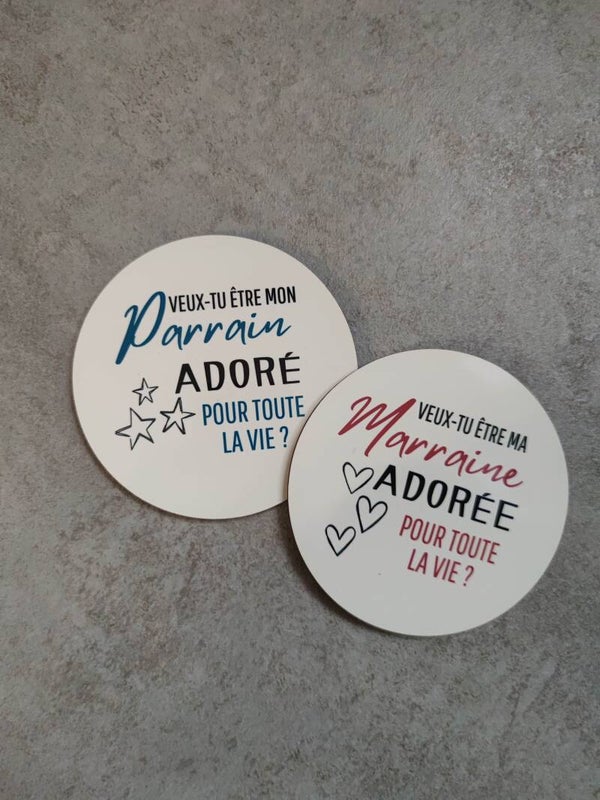 VEUX-TU ÊTRE MON
Parrain
ADORÉ
POUR TOUTE
LA VIE ?
VEUX-TU ÊTRE MA
Marraine
ADORÉE
POUR TOUTE
LA VIE ?